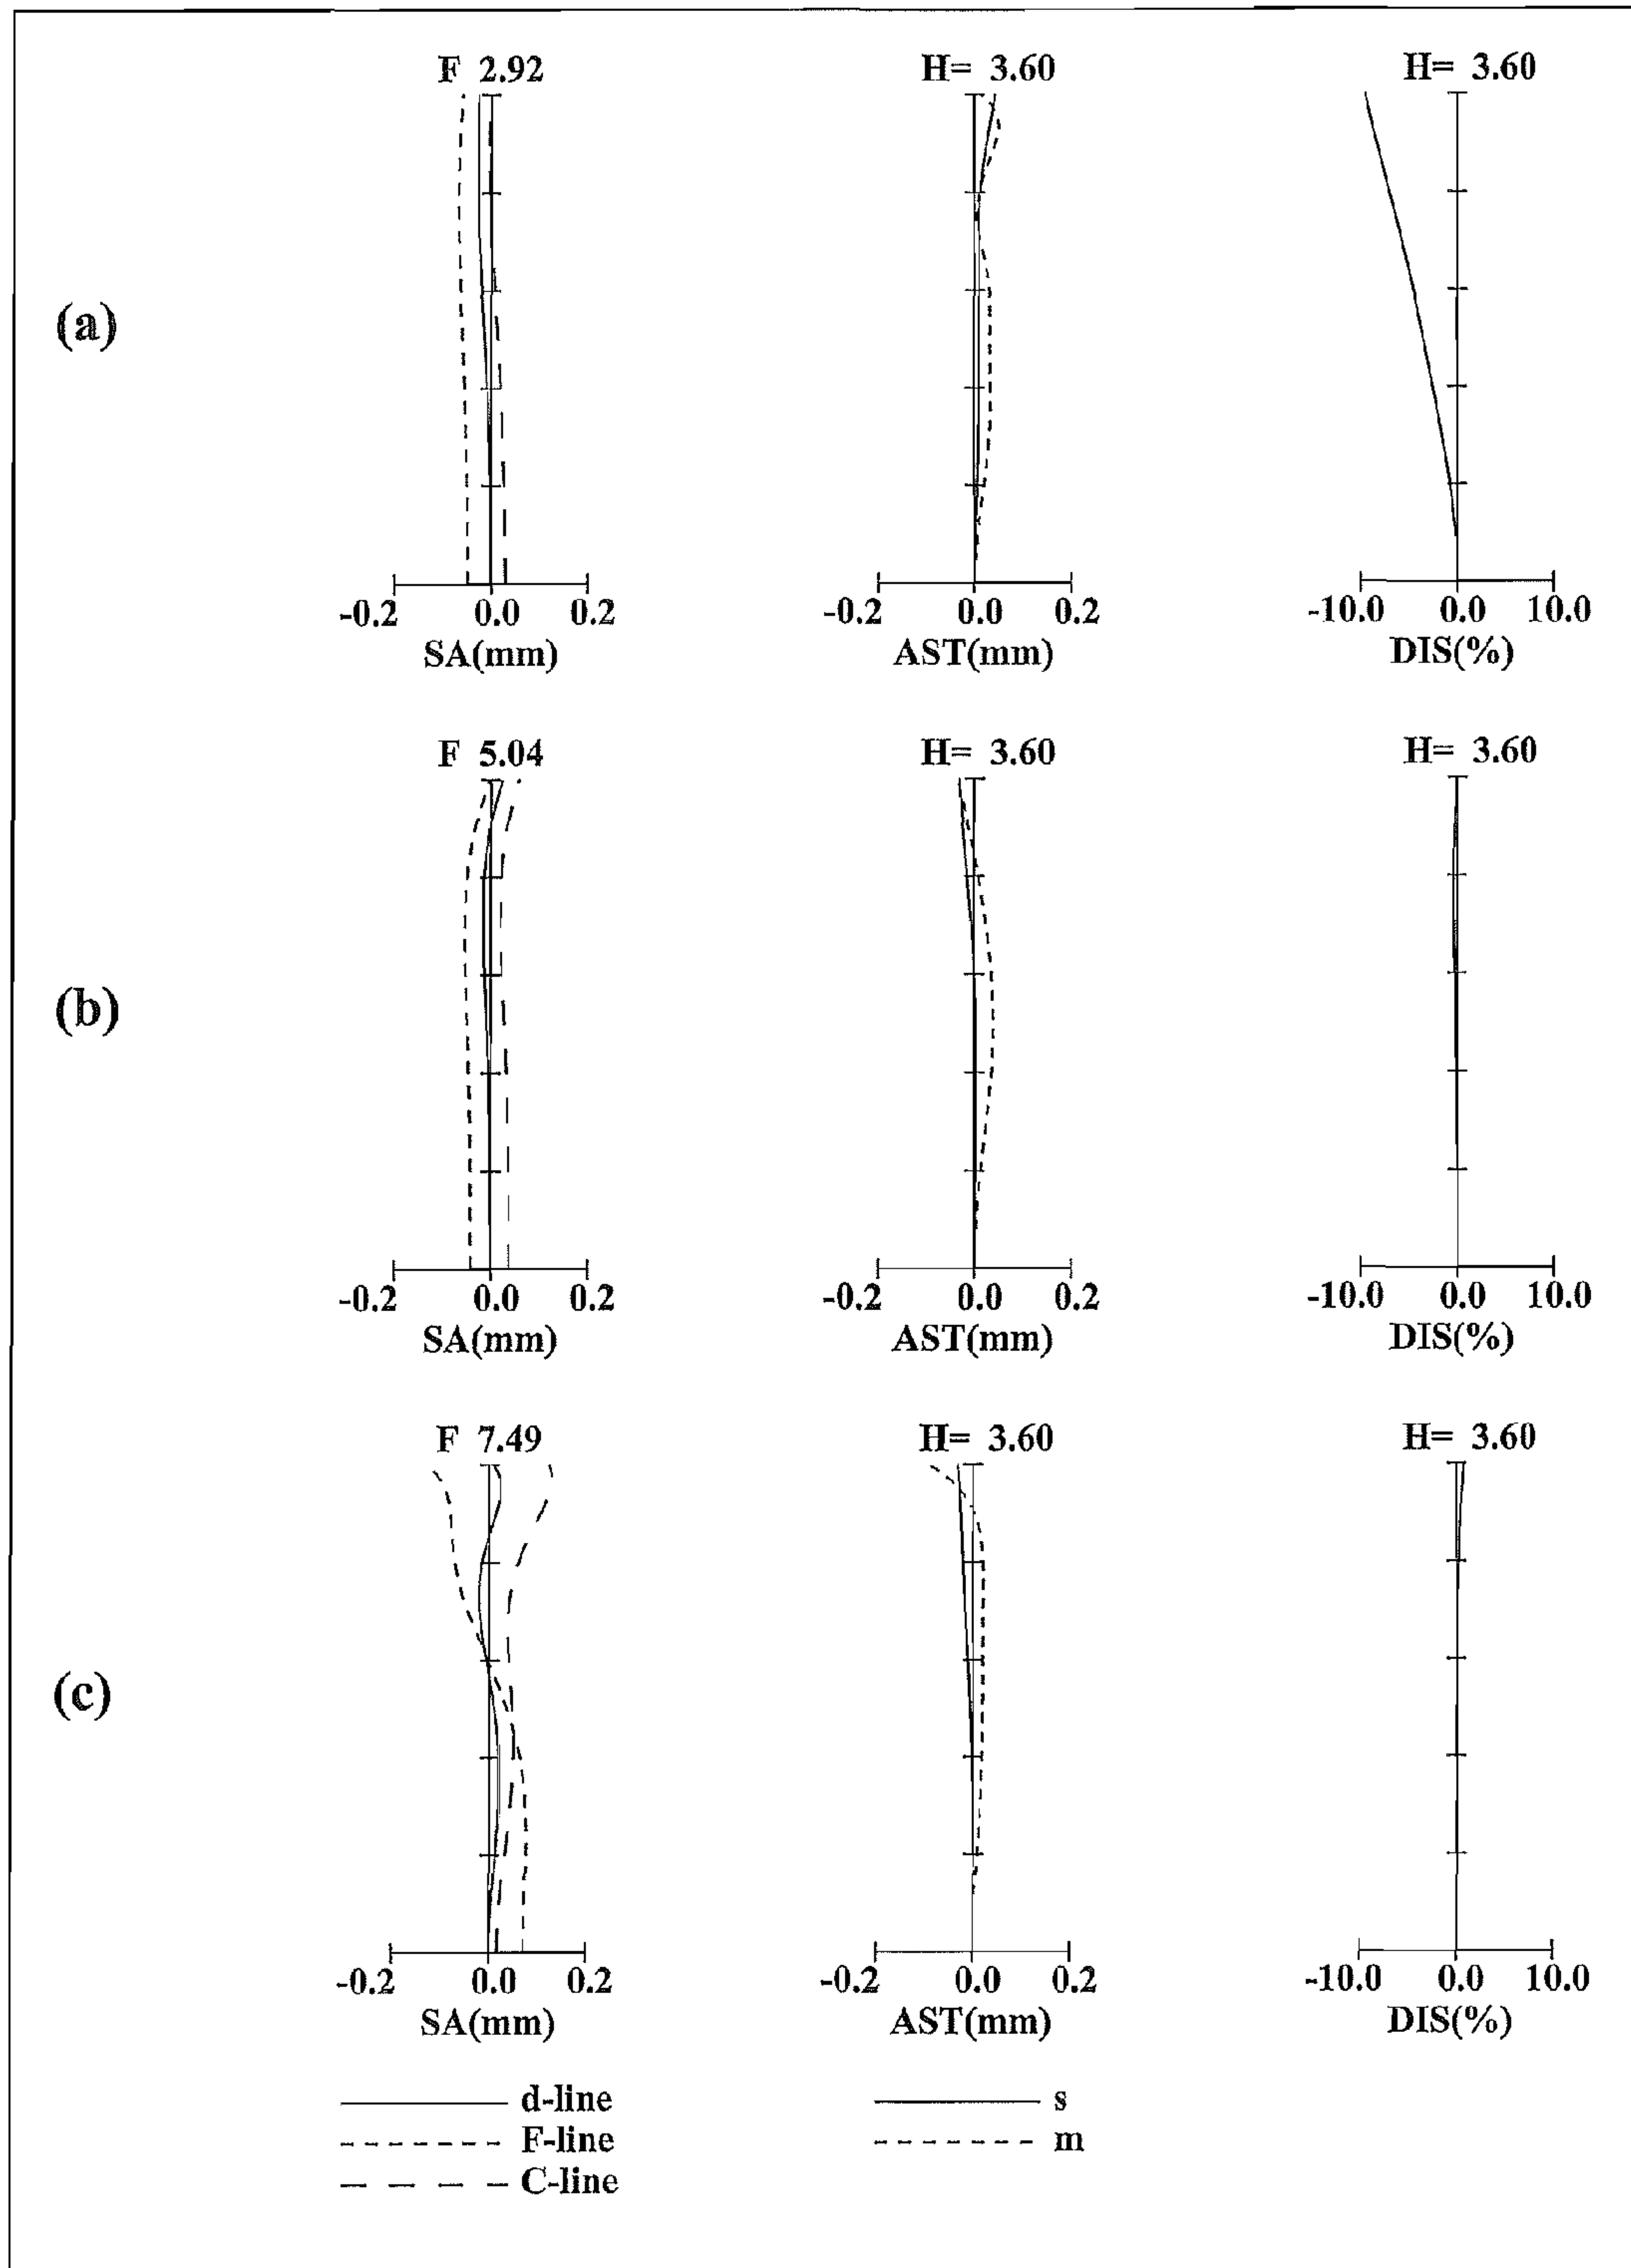 F 2.92
H= 3.60
H= 3.60
(a)
-0.2 0.0 0.2
SA(mm)
-0.2 0.0 0.2
AST(mm)
-10.0 0.0 10.0
DIS(%)
F 5.04
H= 3.60
H= 3.60
(b)
-0.2 0.0 0.2
SA(mm)
-0.2 0.0 0.2
AST(mm)
-10.0 0.0 10.0
DIS(%)
F 7.49
H= 3.60
H= 3.60
(c)
-0.2 0.0 0.2
SA(mm)
-0.2 0.0 0.2
AST(mm)
-10.0 0.0 10.0
DIS(%)
d-line
F-line
C-line
s
m